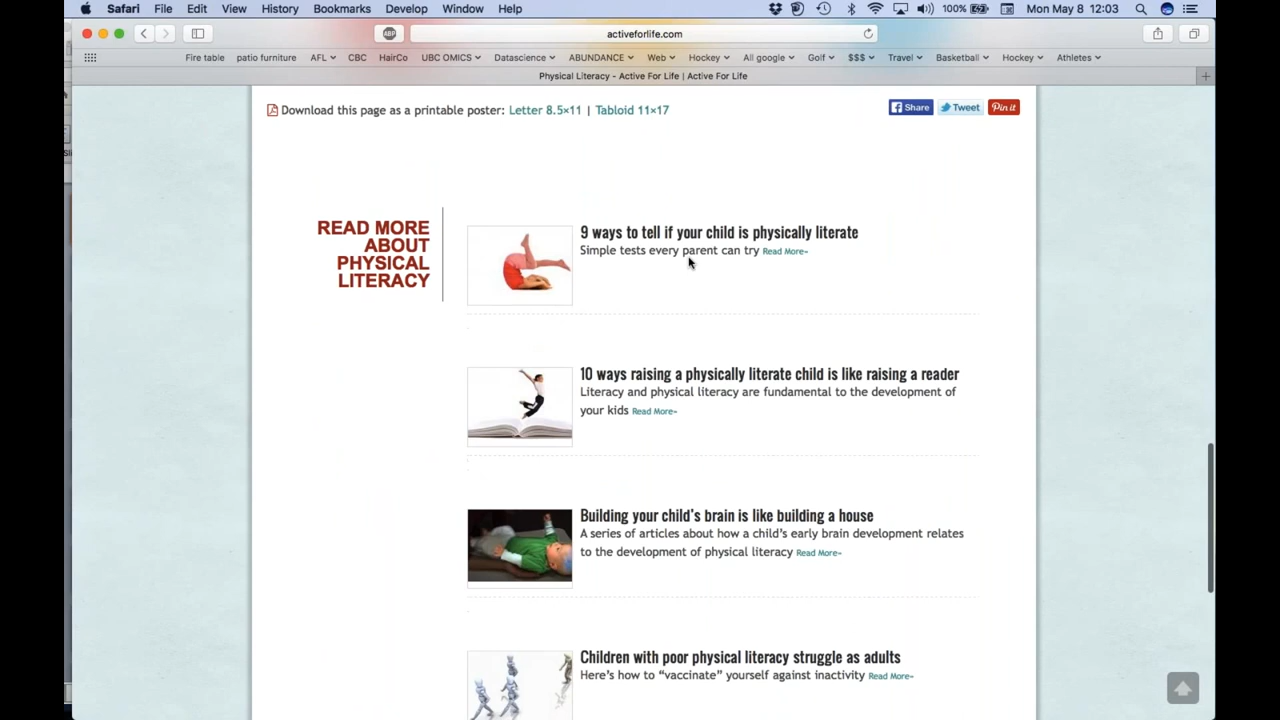 Safari File Edit View History Bookmarks Develop Window Help 100% Mon May 8 12:03
ABP activeforlife.com
Fire table patio furniture AFL CBC HairCo UBC OMICS Datascience ABUNDANCE Web Hockey All google Golf $$$ Travel Basketball Hockey Athletes
Physical Literacy - Active For Life | Active For Life
Download this page as a printable poster: Letter 8.5×11 | Tabloid 11×17
Share Tweet Pin it
READ MORE
ABOUT
PHYSICAL
LITERACY
9 ways to tell if your child is physically literate
Simple tests every parent can try Read More»
10 ways raising a physically literate child is like raising a reader
Literacy and physical literacy are fundamental to the development of
your kids Read More»
Building your child's brain is like building a house
A series of articles about how a child's early brain development relates
to the development of physical literacy Read More»
Children with poor physical literacy struggle as adults
Here's how to “vaccinate” yourself against inactivity Read More»